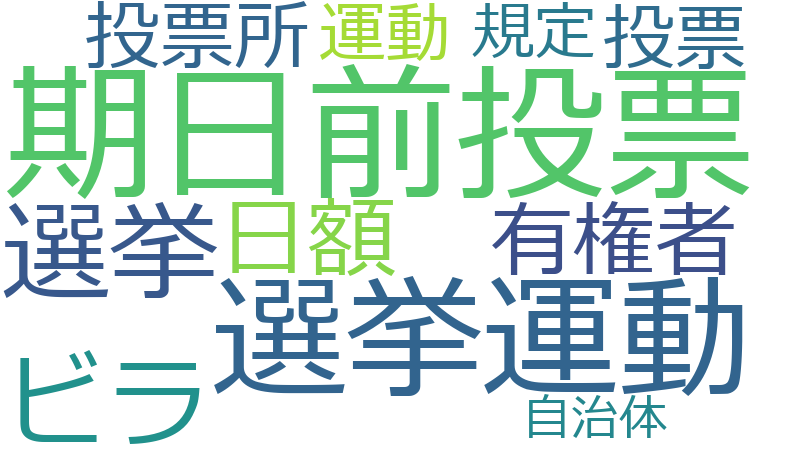 投票所 運動 規定 投票
期日前投票
選挙 日額 有権者
選挙運動
ビラ 自治体